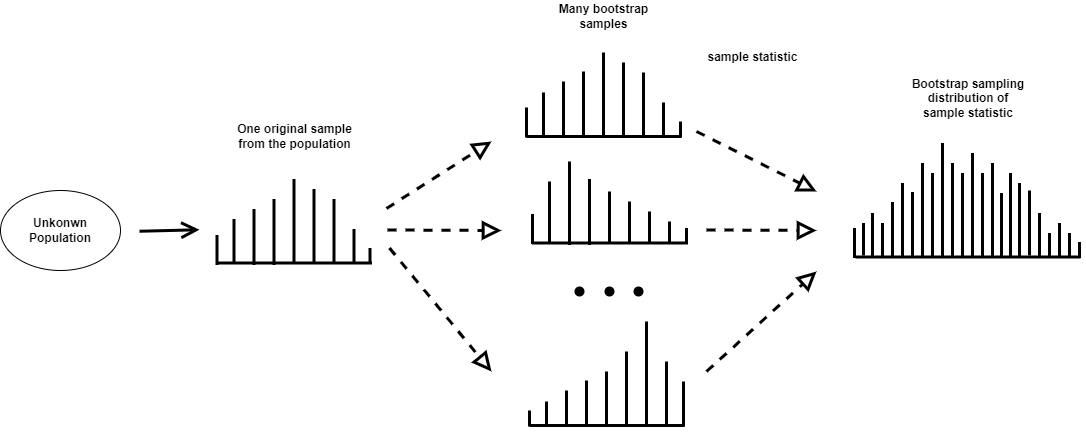 Unkonwn
Population
One original sample
from the population
Many bootstrap
samples
sample statistic
Bootstrap sampling
distribution of
sample statistic